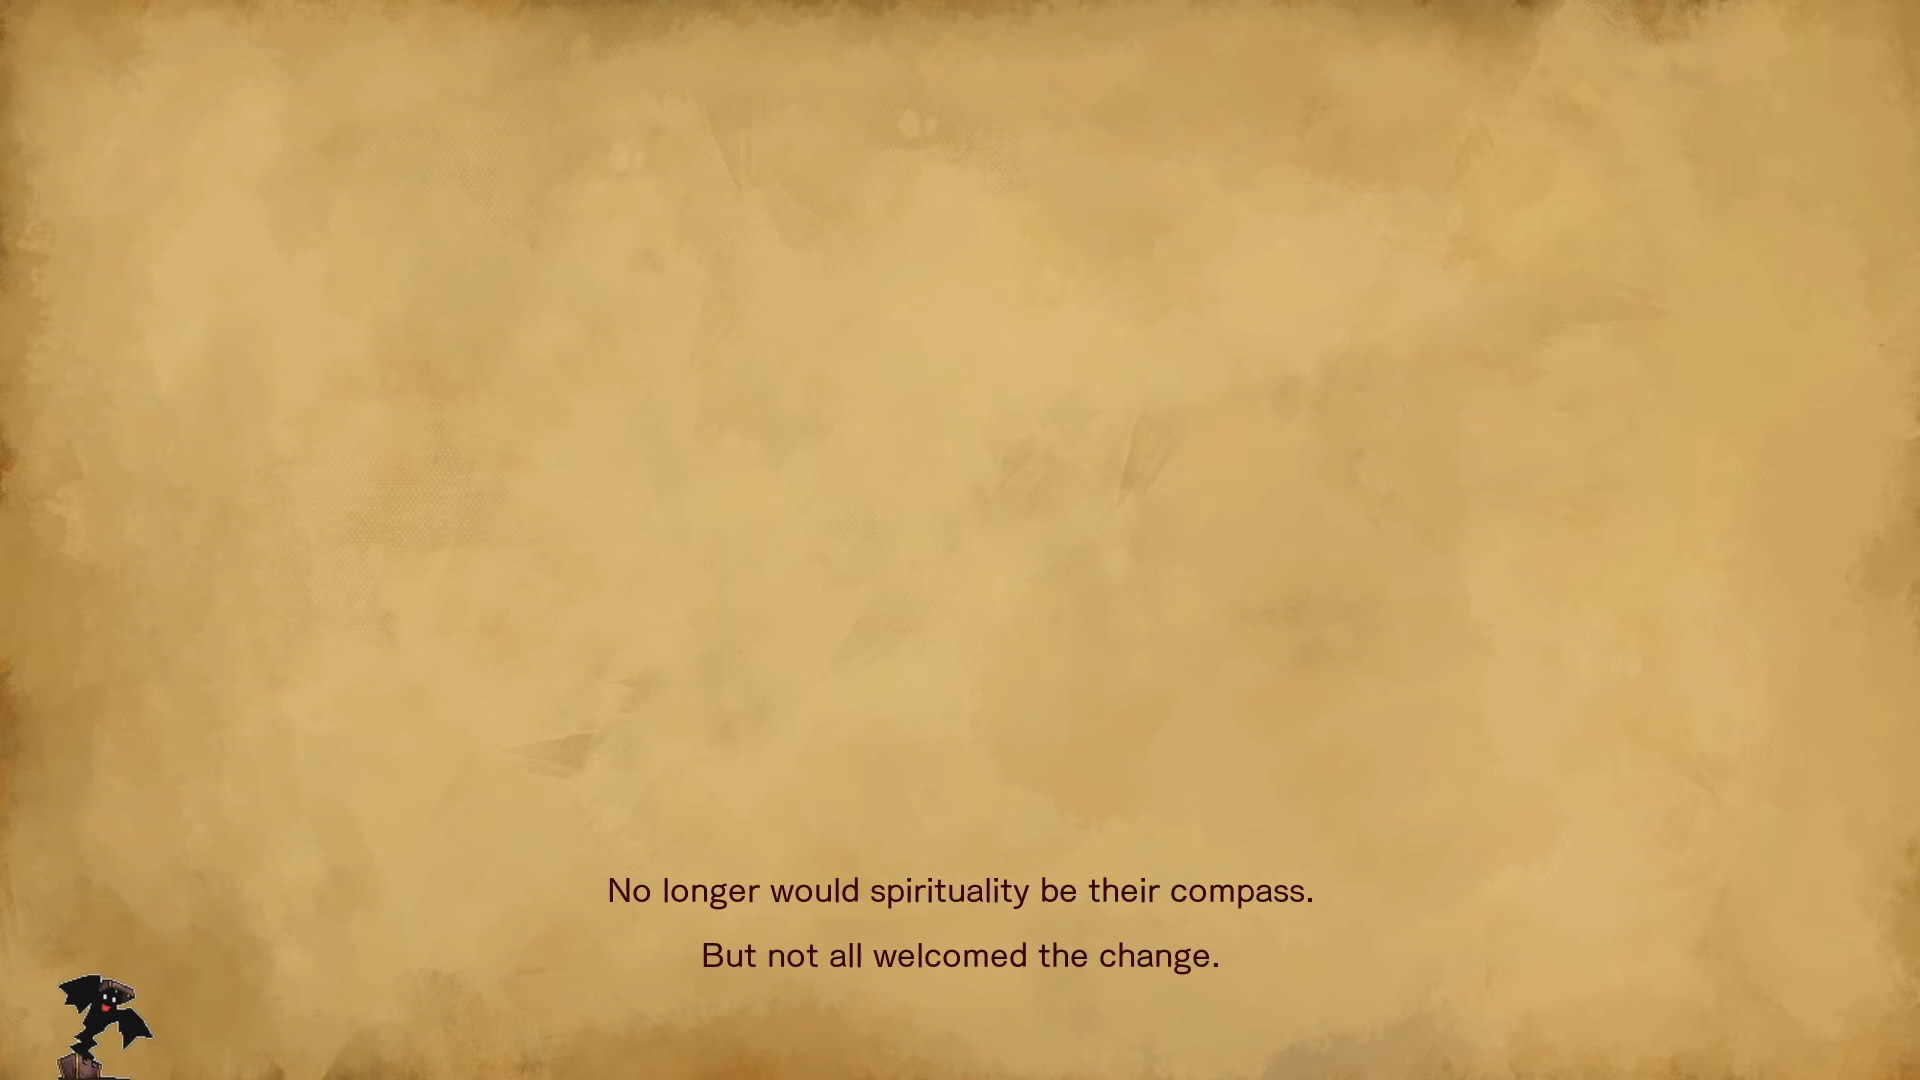 No longer would spirituality be their compass.
But not all welcomed the change.